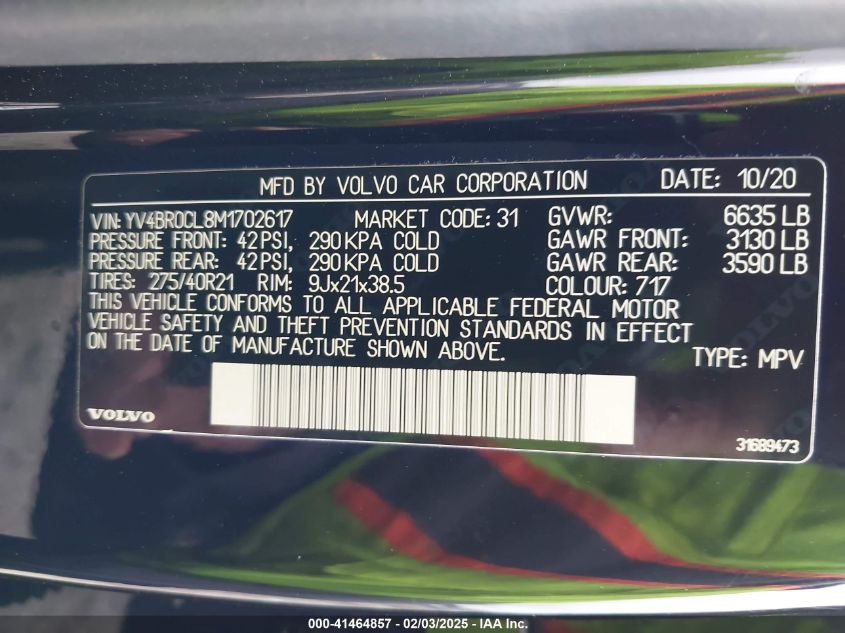 MFD BY VOLVO CAR CORPORATION DATE: 10/20
VIN: YV4BR0CL8M1702617 MARKET CODE: 31 GVWR: 6635 LB
PRESSURE FRONT: 42 PSI, 290 KPA COLD GAWR FRONT: 3130 LB
PRESSURE REAR: 42 PSI, 290 KPA COLD GAWR REAR: 3590 LB
TIRES: 275/40R21 RIM: 9Jx21x38.5 COLOUR: 717
THIS VEHICLE CONFORMS TO ALL APPLICABLE FEDERAL MOTOR
VEHICLE SAFETY AND THEFT PREVENTION STANDARDS IN EFFECT
ON THE DATE OF MANUFACTURE SHOWN ABOVE.
TYPE: MPV
VOLVO
31689473
000-41464857 - 02/03/2025 - IAA Inc.